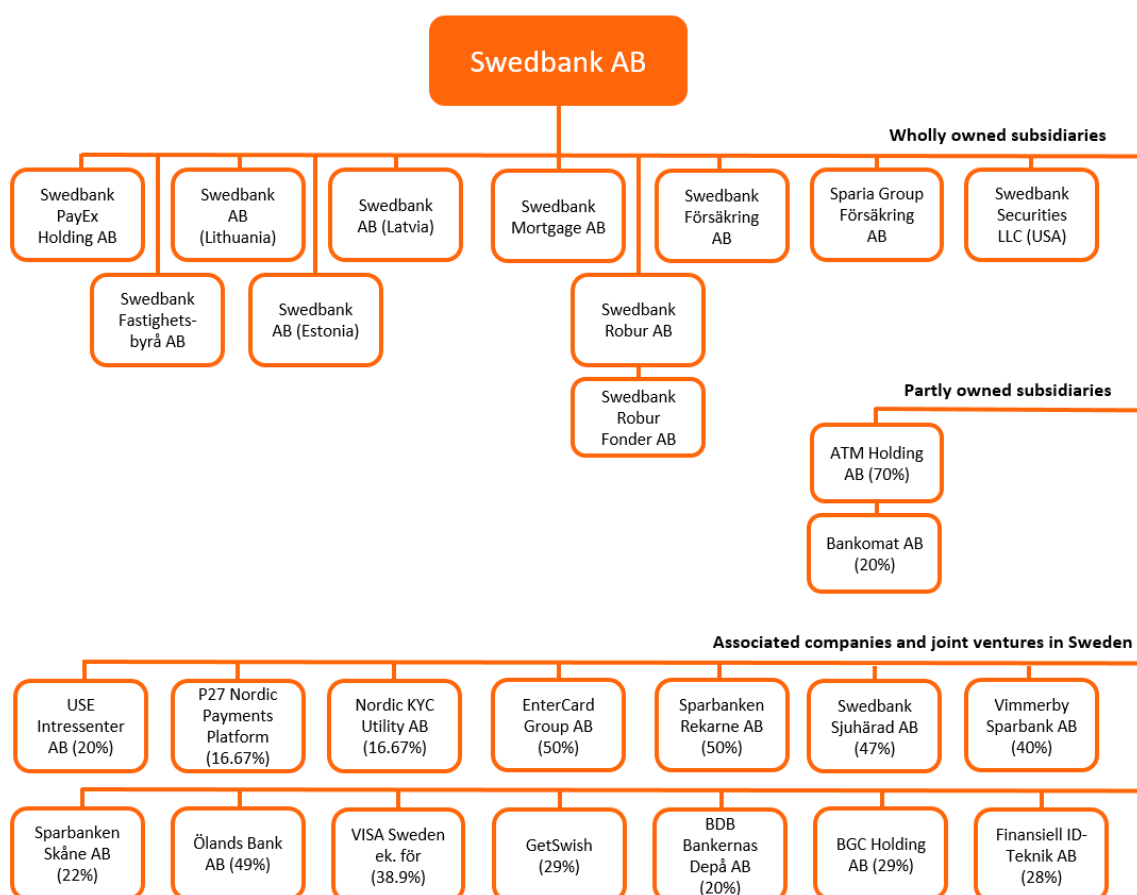 Swedbank AB
Wholly owned subsidiaries
Swedbank
PayEx
Holding AB
Swedbank
AB
(Lithuania)
Swedbank
AB (Latvia)
Swedbank
Mortgage AB
Swedbank
Försäkring
AB
Sparia Group
Försäkring
AB
Swedbank
Securities
LLC (USA)
Swedbank
Fastighets-
byrå AB
Swedbank
AB (Estonia)
Swedbank
Robur AB
Swedbank
Robur
Fonder AB
Partly owned subsidiaries
ATM Holding
AB (70%)
Bankomat AB
(20%)
Associated companies and joint ventures in Sweden
USE
Intressenter
AB (20%)
P27 Nordic
Payments
Platform
(16.67%)
Nordic KYC
Utility AB
(16.67%)
EnterCard
Group AB
(50%)
Sparbanken
Rekarne AB
(50%)
Swedbank
Sjuhärad AB
(47%)
Vimmerby
Sparbank AB
(40%)
Sparbanken
Skåne AB
(22%)
Ölands Bank
AB (49%)
VISA Sweden
ek. för
(38.9%)
GetSwish
(29%)
BDB
Bankernas
Depå AB
(20%)
BGC Holding
AB (29%)
Finansiell ID-
Teknik AB
(28%)